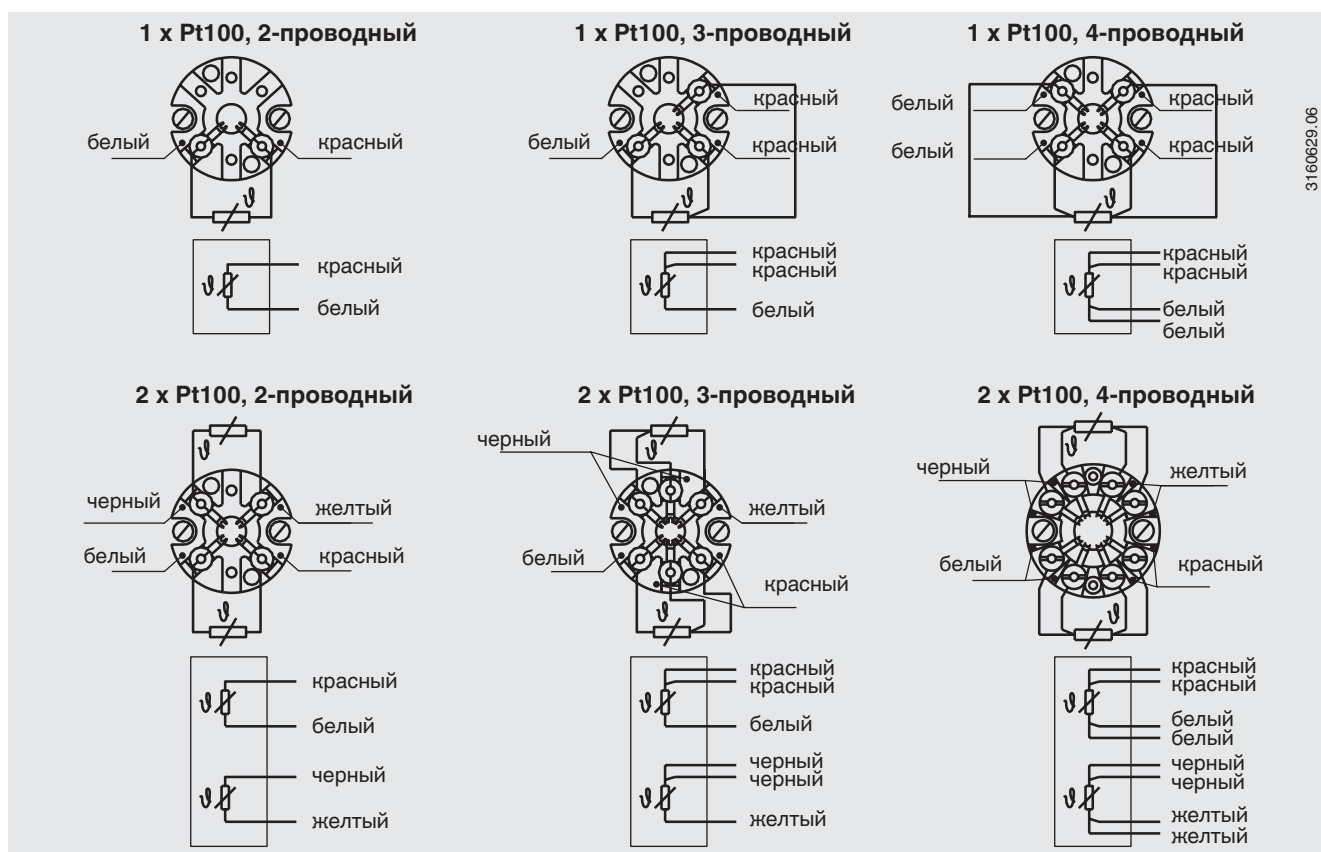 1 x Pt100, 2-проводный
белый
красный
ϑ
ϑ
красный
белый
1 x Pt100, 3-проводный
красный
белый
красный
ϑ
ϑ
красный
красный
белый
1 x Pt100, 4-проводный
белый
красный
белый
красный
ϑ
ϑ
красный
красный
белый
белый
3160629.06
2 x Pt100, 2-проводный
ϑ
черный
желтый
белый
красный
ϑ
ϑ
красный
белый
ϑ
черный
желтый
2 x Pt100, 3-проводный
черный
ϑ
желтый
белый
красный
ϑ
ϑ
красный
красный
белый
ϑ
черный
черный
желтый
2 x Pt100, 4-проводный
ϑ
черный
желтый
белый
красный
ϑ
ϑ
красный
красный
белый
белый
ϑ
черный
черный
желтый
желтый